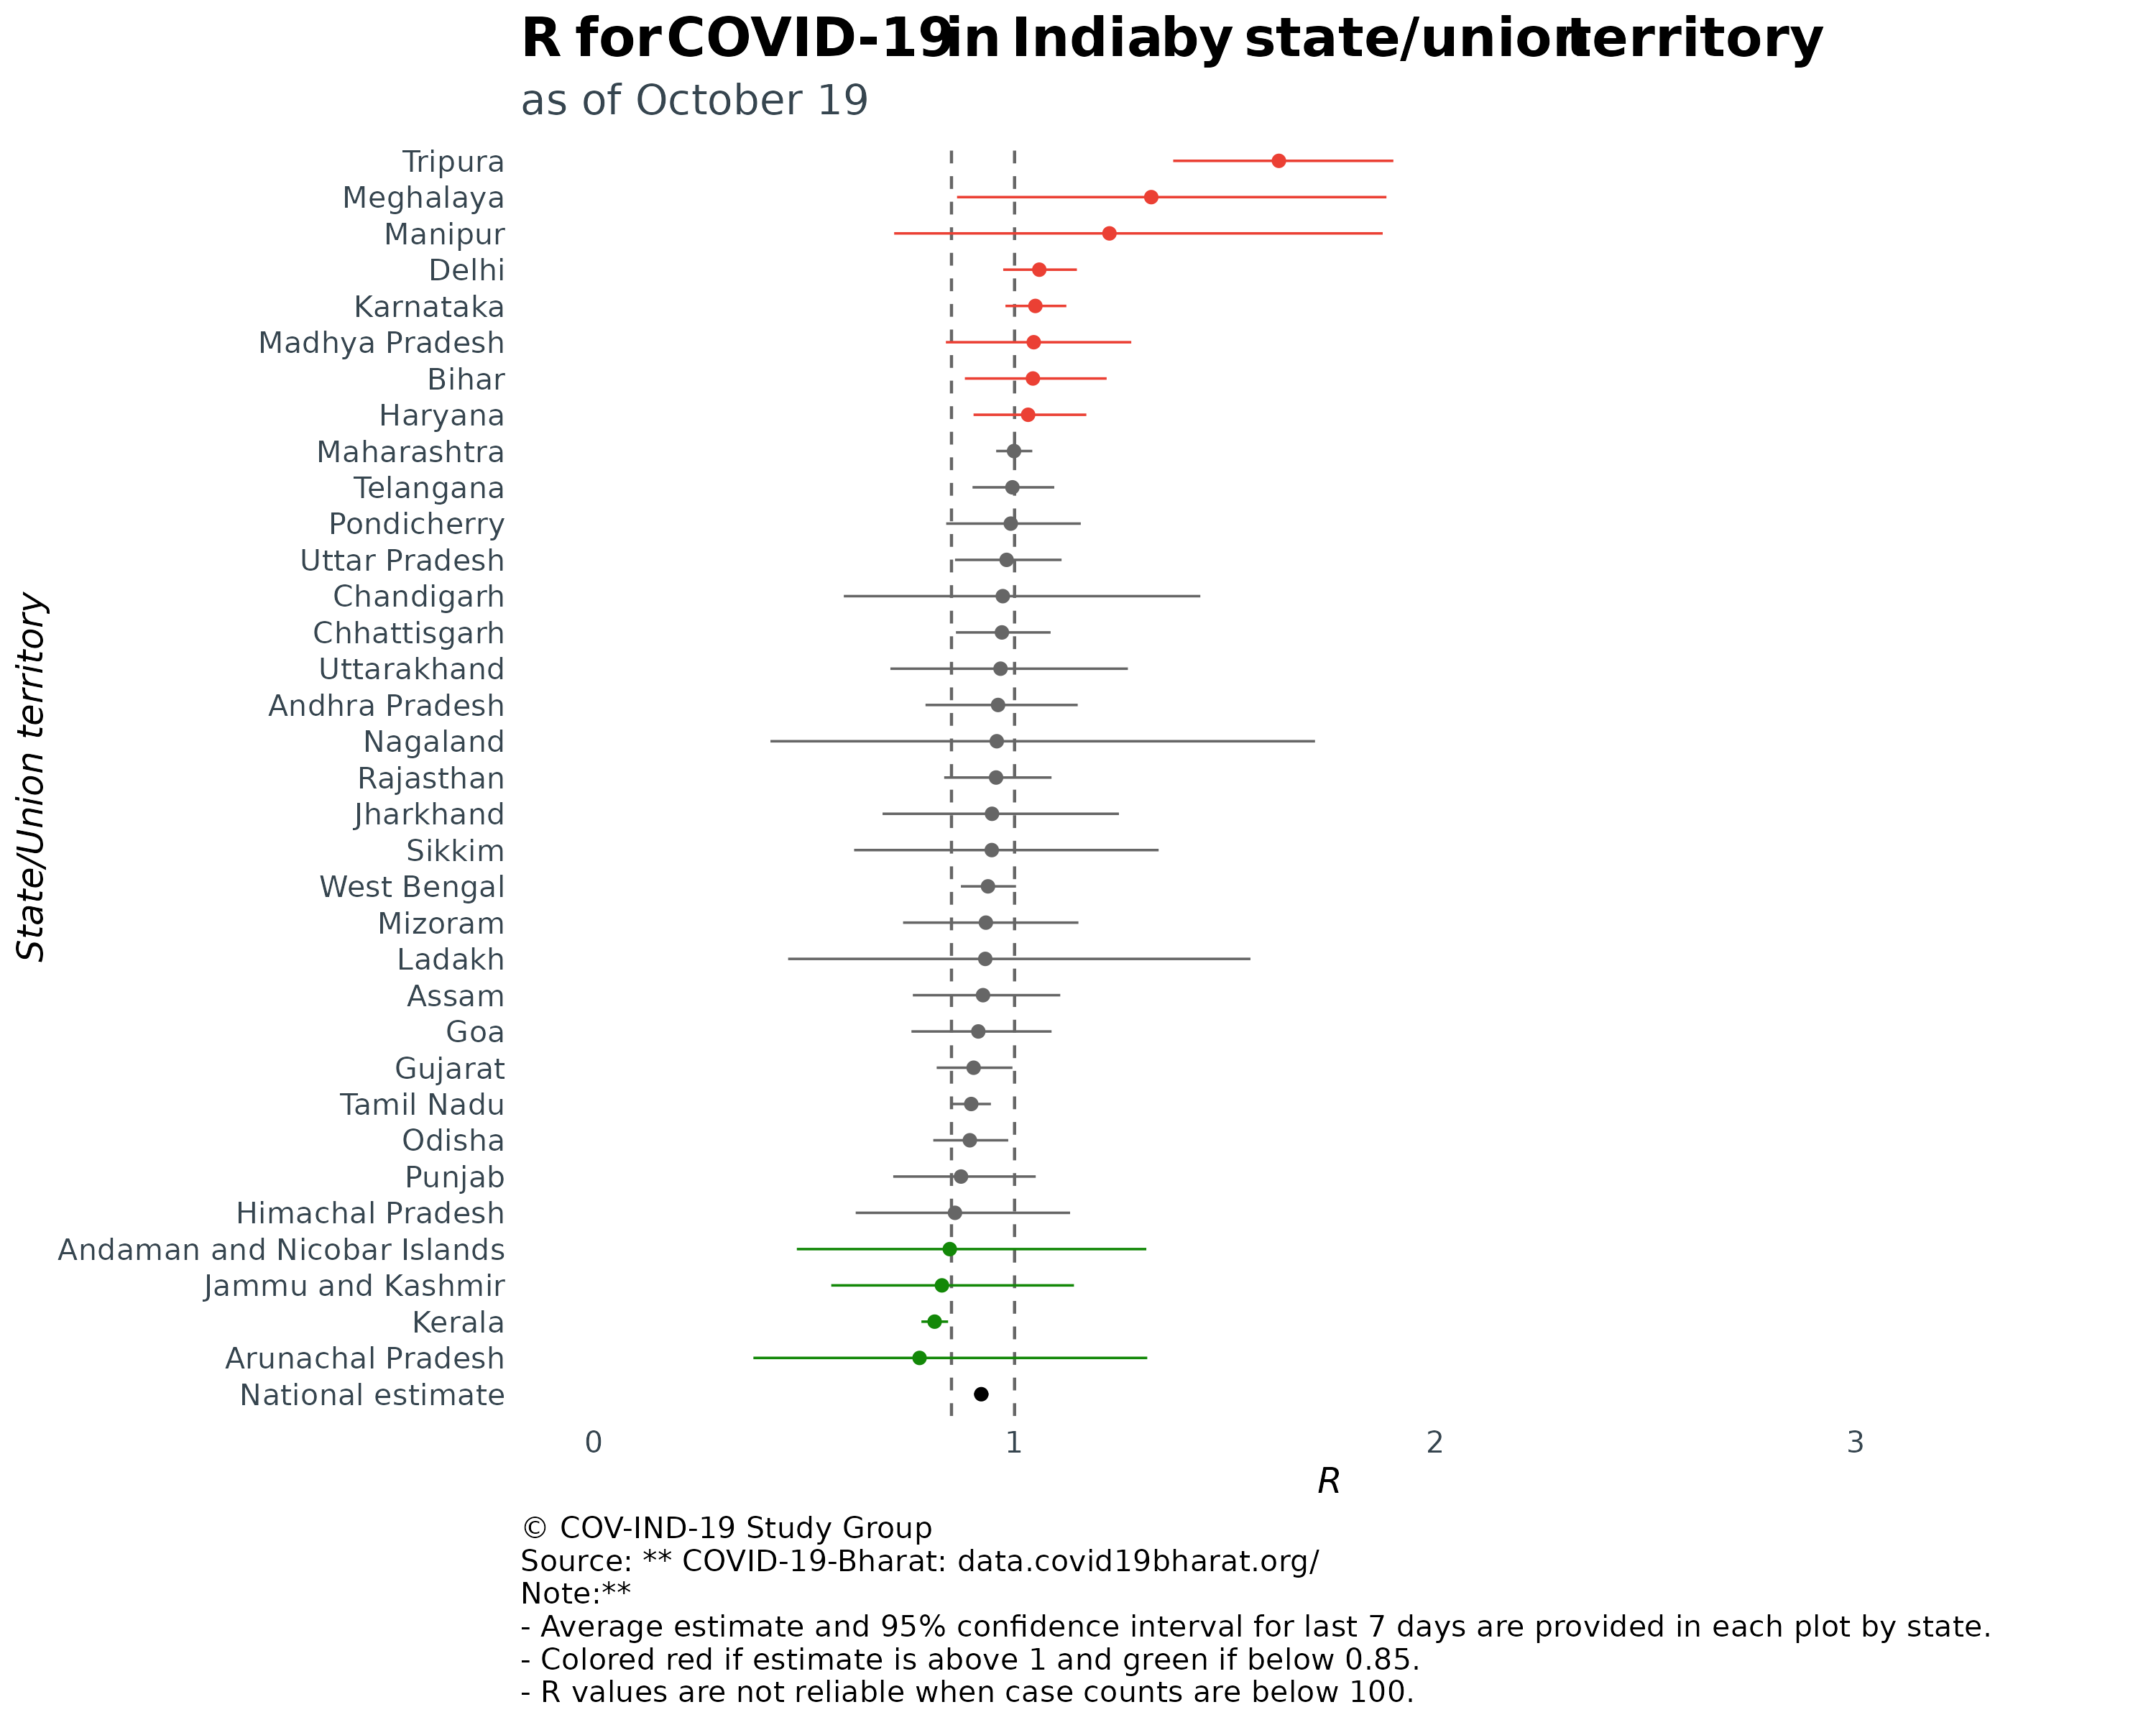 R for COVID-19 in India by state/union territory
as of October 19
Tripura
Meghalaya
Manipur
Delhi
Karnataka
Madhya Pradesh
Bihar
Haryana
Maharashtra
Telangana
Pondicherry
Uttar Pradesh
Chandigarh
Chhattisgarh
Uttarakhand
Andhra Pradesh
Nagaland
Rajasthan
Jharkhand
Sikkim
West Bengal
Mizoram
Ladakh
Assam
Goa
Gujarat
Tamil Nadu
Odisha
Punjab
Himachal Pradesh
Andaman and Nicobar Islands
Jammu and Kashmir
Kerala
Arunachal Pradesh
National estimate
State/Union territory
0 1 2 3
R
© COV-IND-19 Study Group
Source: ** COVID-19-Bharat: data.covid19bharat.org/
Note:**
- Average estimate and 95% confidence interval for last 7 days are provided in each plot by state.
- Colored red if estimate is above 1 and green if below 0.85.
- R values are not reliable when case counts are below 100.